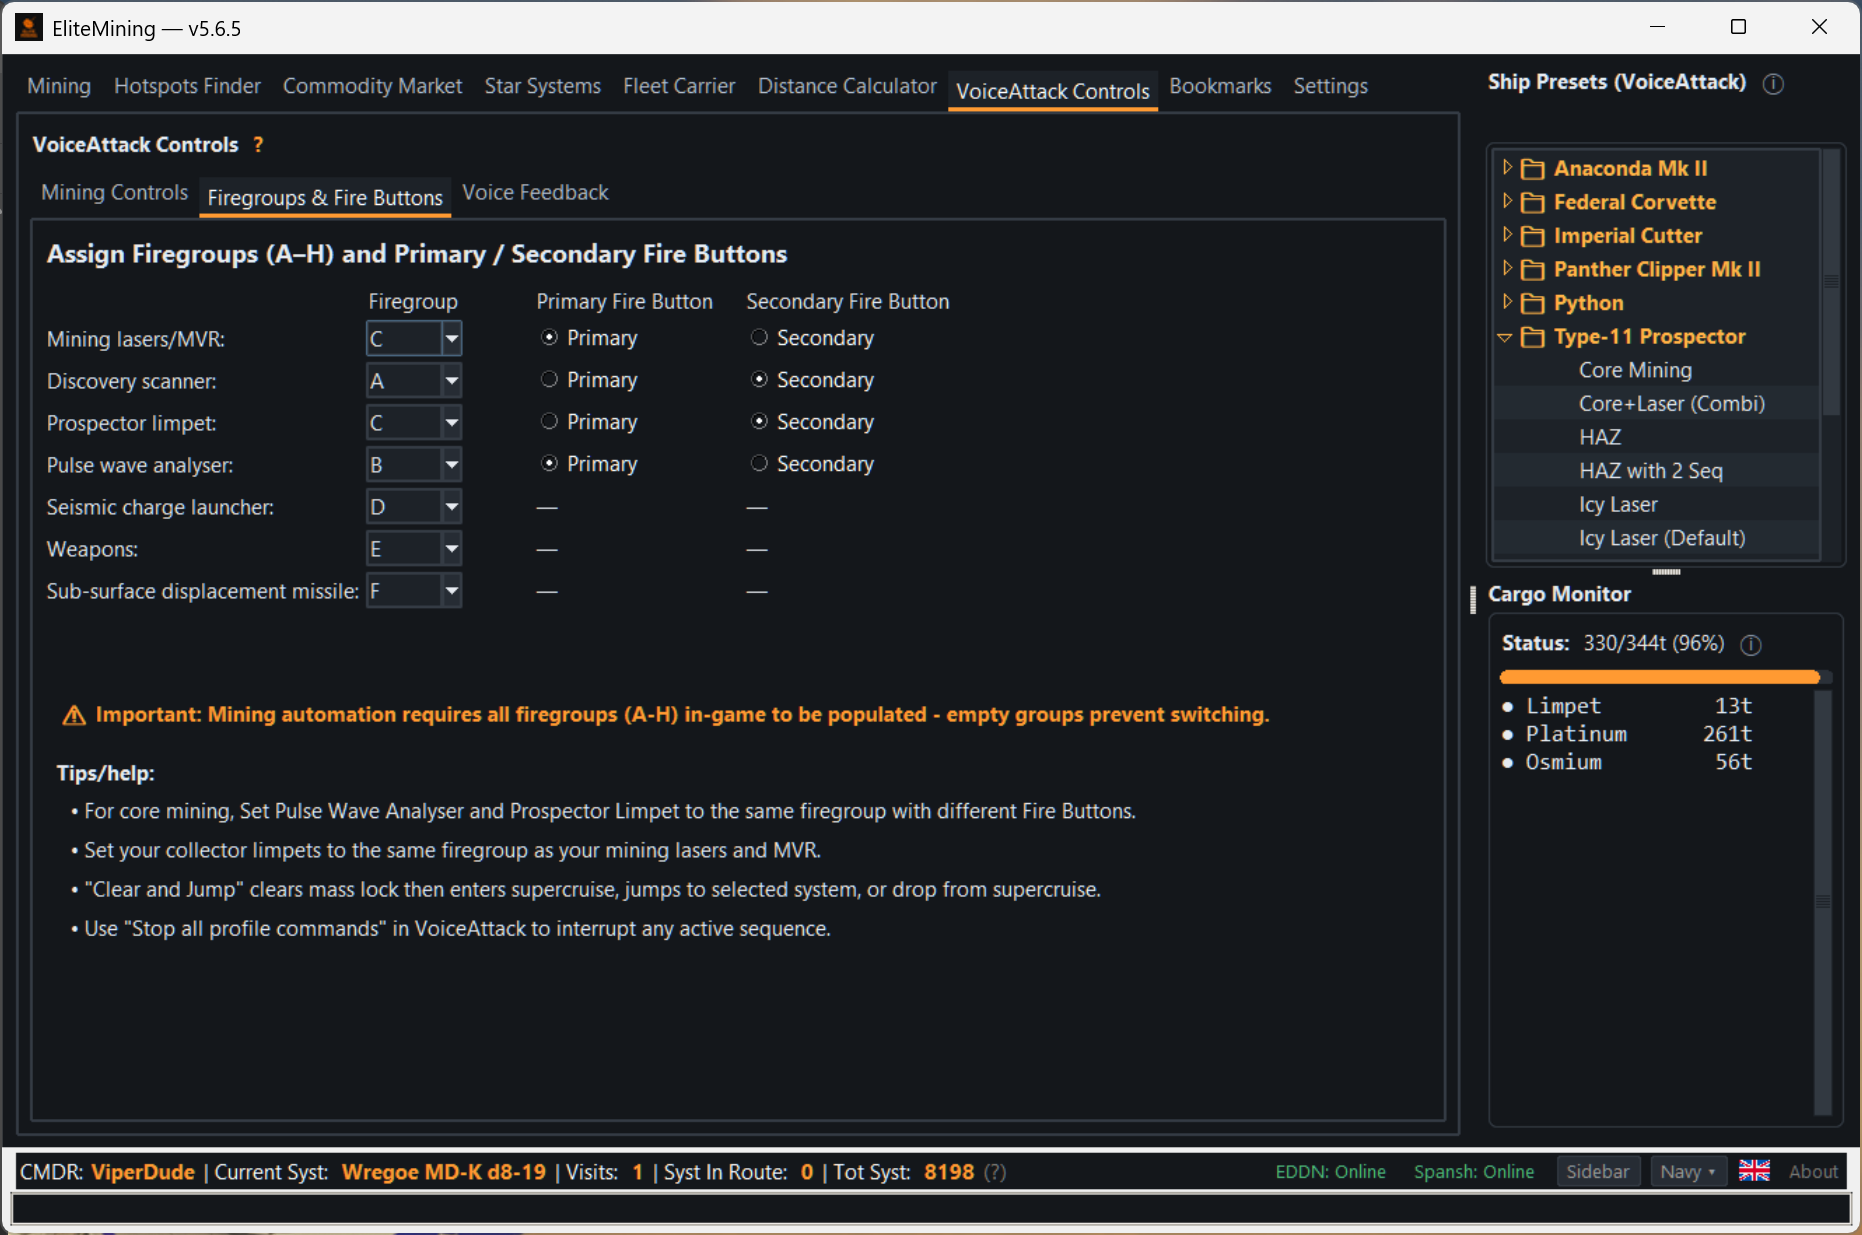 EliteMining — v5.6.5
Mining Hotspots Finder Commodity Market Star Systems Fleet Carrier Distance Calculator VoiceAttack Controls Bookmarks Settings
VoiceAttack Controls ?
Mining Controls Firegroups & Fire Buttons Voice Feedback
Assign Firegroups (A–H) and Primary / Secondary Fire Buttons
Firegroup Primary Fire Button Secondary Fire Button
Mining lasers/MVR: C Primary Secondary
Discovery scanner: A Primary Secondary
Prospector limpet: C Primary Secondary
Pulse wave analyser: B Primary Secondary
Seismic charge launcher: D — —
Weapons: E — —
Sub-surface displacement missile: F — —
Important: Mining automation requires all firegroups (A-H) in-game to be populated - empty groups prevent switching.
Tips/help:
• For core mining, Set Pulse Wave Analyser and Prospector Limpet to the same firegroup with different Fire Buttons.
• Set your collector limpets to the same firegroup as your mining lasers and MVR.
• "Clear and Jump" clears mass lock then enters supercruise, jumps to selected system, or drop from supercruise.
• Use "Stop all profile commands" in VoiceAttack to interrupt any active sequence.
Ship Presets (VoiceAttack) ⓘ
Anaconda Mk II
Federal Corvette
Imperial Cutter
Panther Clipper Mk II
Python
Type-11 Prospector
Core Mining
Core+Laser (Combi)
HAZ
HAZ with 2 Seq
Icy Laser
Icy Laser (Default)
Cargo Monitor
Status: 330/344t (96%) ⓘ
• Limpet 13t
• Platinum 261t
• Osmium 56t
CMDR: ViperDude | Current Syst: Wregoe MD-K d8-19 | Visits: 1 | Syst In Route: 0 | Tot Syst: 8198 (?) EDDN: Online Spansh: Online Sidebar Navy About